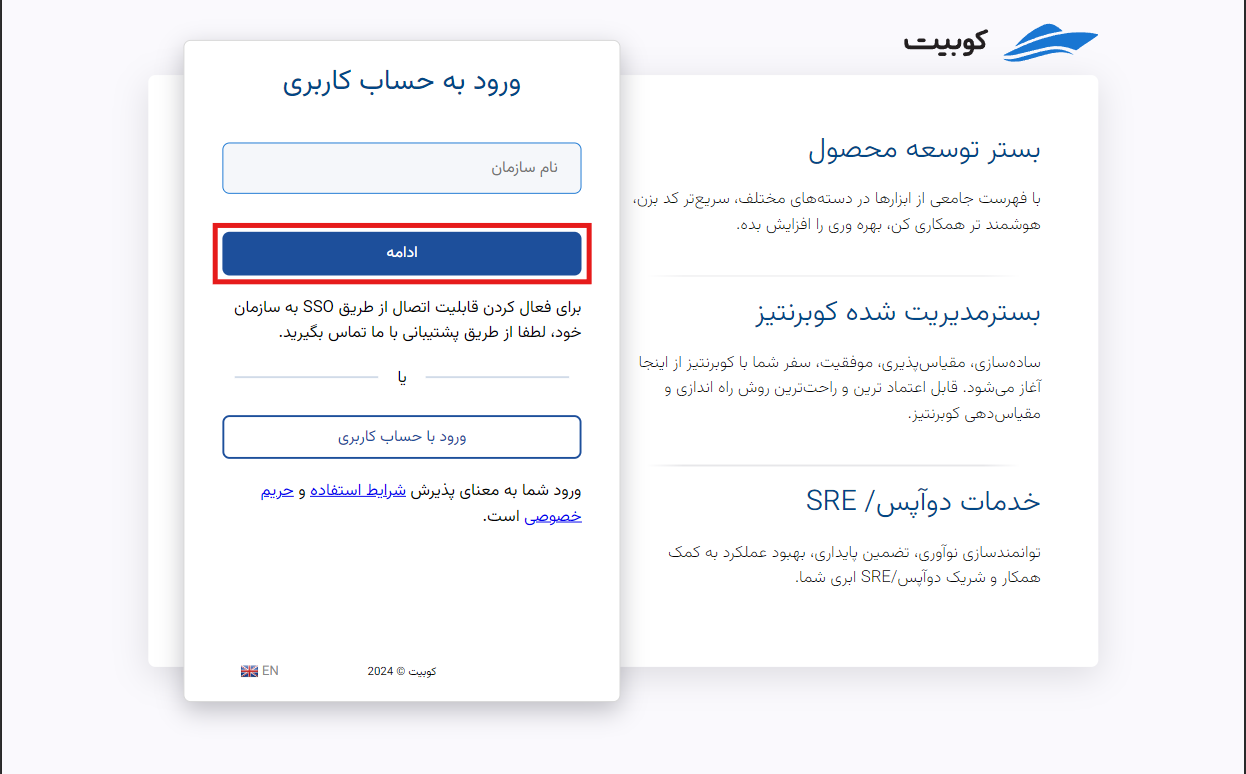 کوبیت
بستر توسعه محصول
با فهرست جامعی از ابزارها در دسته‌های مختلف، سریع‌تر کد بزن،
هوشمند تر همکاری کن، بهره وری را افزایش بده.
بسترمدیریت شده کوبرنتیز
ساده‌سازی، مقیاس‌پذیری، موفقیت، سفر شما با کوبرنتیز از اینجا
آغاز می‌شود. قابل اعتماد ترین و راحت‌ترین روش راه اندازی و
مقیاس‌دهی کوبرنتیز.
خدمات دوآپس/ SRE
توانمندسازی نوآوری، تضمین پایداری، بهبود عملکرد به کمک
همکار و شریک دوآپس/SRE ابری شما.
ورود به حساب کاربری
نام سازمان
ادامه
برای فعال کردن قابلیت اتصال از طریق SSO به سازمان
خود، لطفا از طریق پشتیبانی با ما تماس بگیرید.
یا
ورود با حساب کاربری
ورود شما به معنای پذیرش شرایط استفاده و حریم
خصوصی است.
کوبیت © 2024
EN